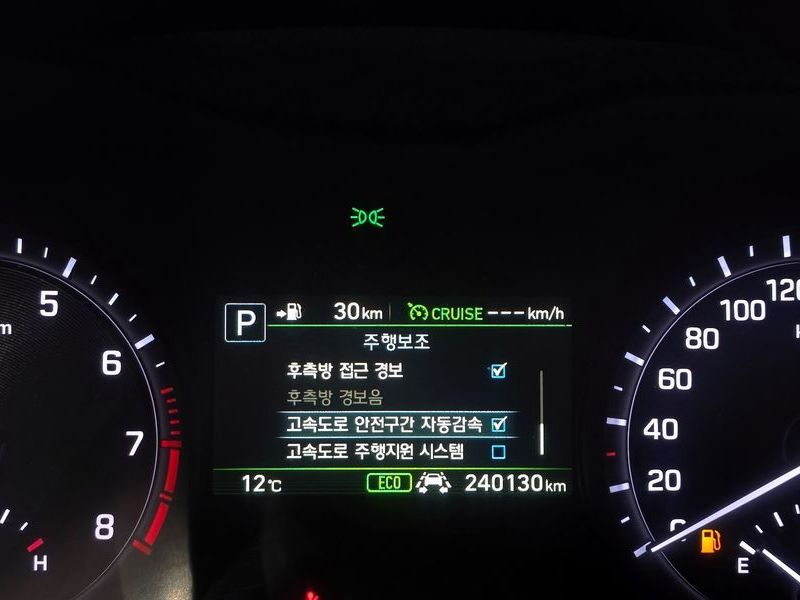 P
30km
CRUISE ---km/h
주행보조
후측방 접근 경보
후측방 경보음
고속도로 안전구간 자동감속
고속도로 주행지원 시스템
12℃
ECO
240130km
5
6
7
8
H
120
100
80
60
40
20
0
E